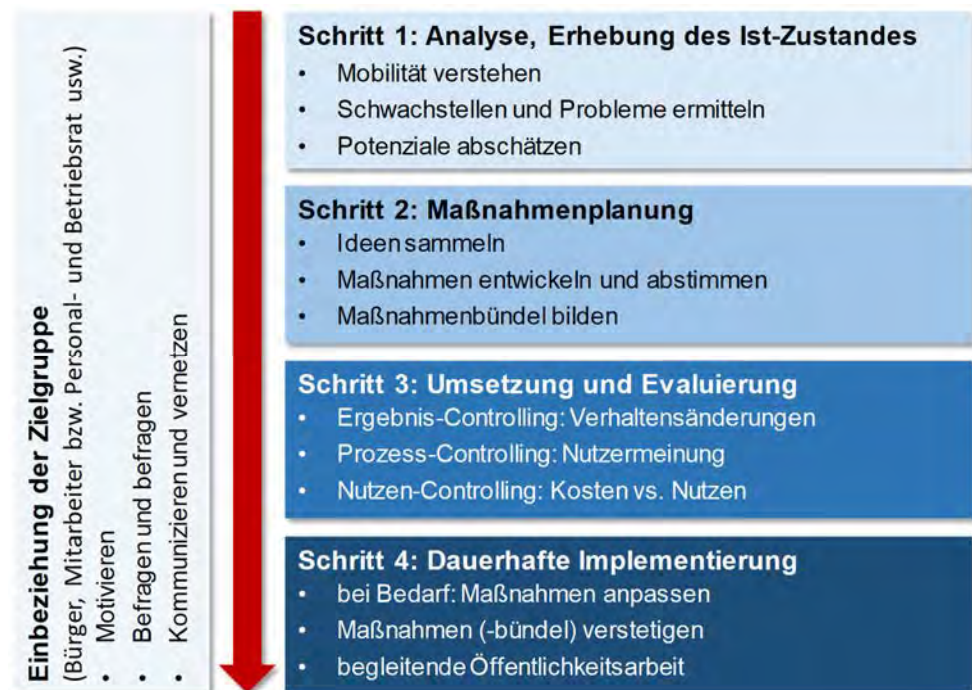 Einbeziehung der Zielgruppe
(Bürger, Mitarbeiter bzw. Personal- und Betriebsrat usw.)
• Motivieren
• Befragen und befragen
• Kommunizieren und vernetzen
Schritt 1: Analyse, Erhebung des Ist-Zustandes
• Mobilität verstehen
• Schwachstellen und Probleme ermitteln
• Potenziale abschätzen
Schritt 2: Maßnahmenplanung
• Ideen sammeln
• Maßnahmen entwickeln und abstimmen
• Maßnahmenbündel bilden
Schritt 3: Umsetzung und Evaluierung
• Ergebnis-Controlling: Verhaltensänderungen
• Prozess-Controlling: Nutzermeinung
• Nutzen-Controlling: Kosten vs. Nutzen
Schritt 4: Dauerhafte Implementierung
• bei Bedarf: Maßnahmen anpassen
• Maßnahmen (-bündel) verstetigen
• begleitende Öffentlichkeitsarbeit